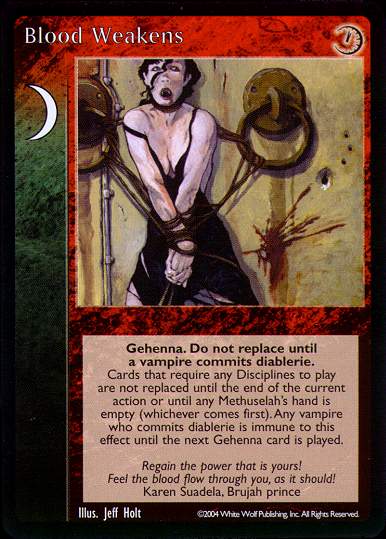 Blood Weakens
Gehenna. Do not replace until
a vampire commits diablerie.
Cards that require any Disciplines to play
are not replaced until the end of the current
action or until any Methuselah's hand is
empty (whichever comes first). Any vampire
who commits diablerie is immune to this
effect until the next Gehenna card is played.
Regain the power that is yours!
Feel the blood flow through you, as it should!
Karen Suadela, Brujah prince
Illus. Jeff Holt
©2004 White Wolf Publishing, Inc. All Rights Reserved.